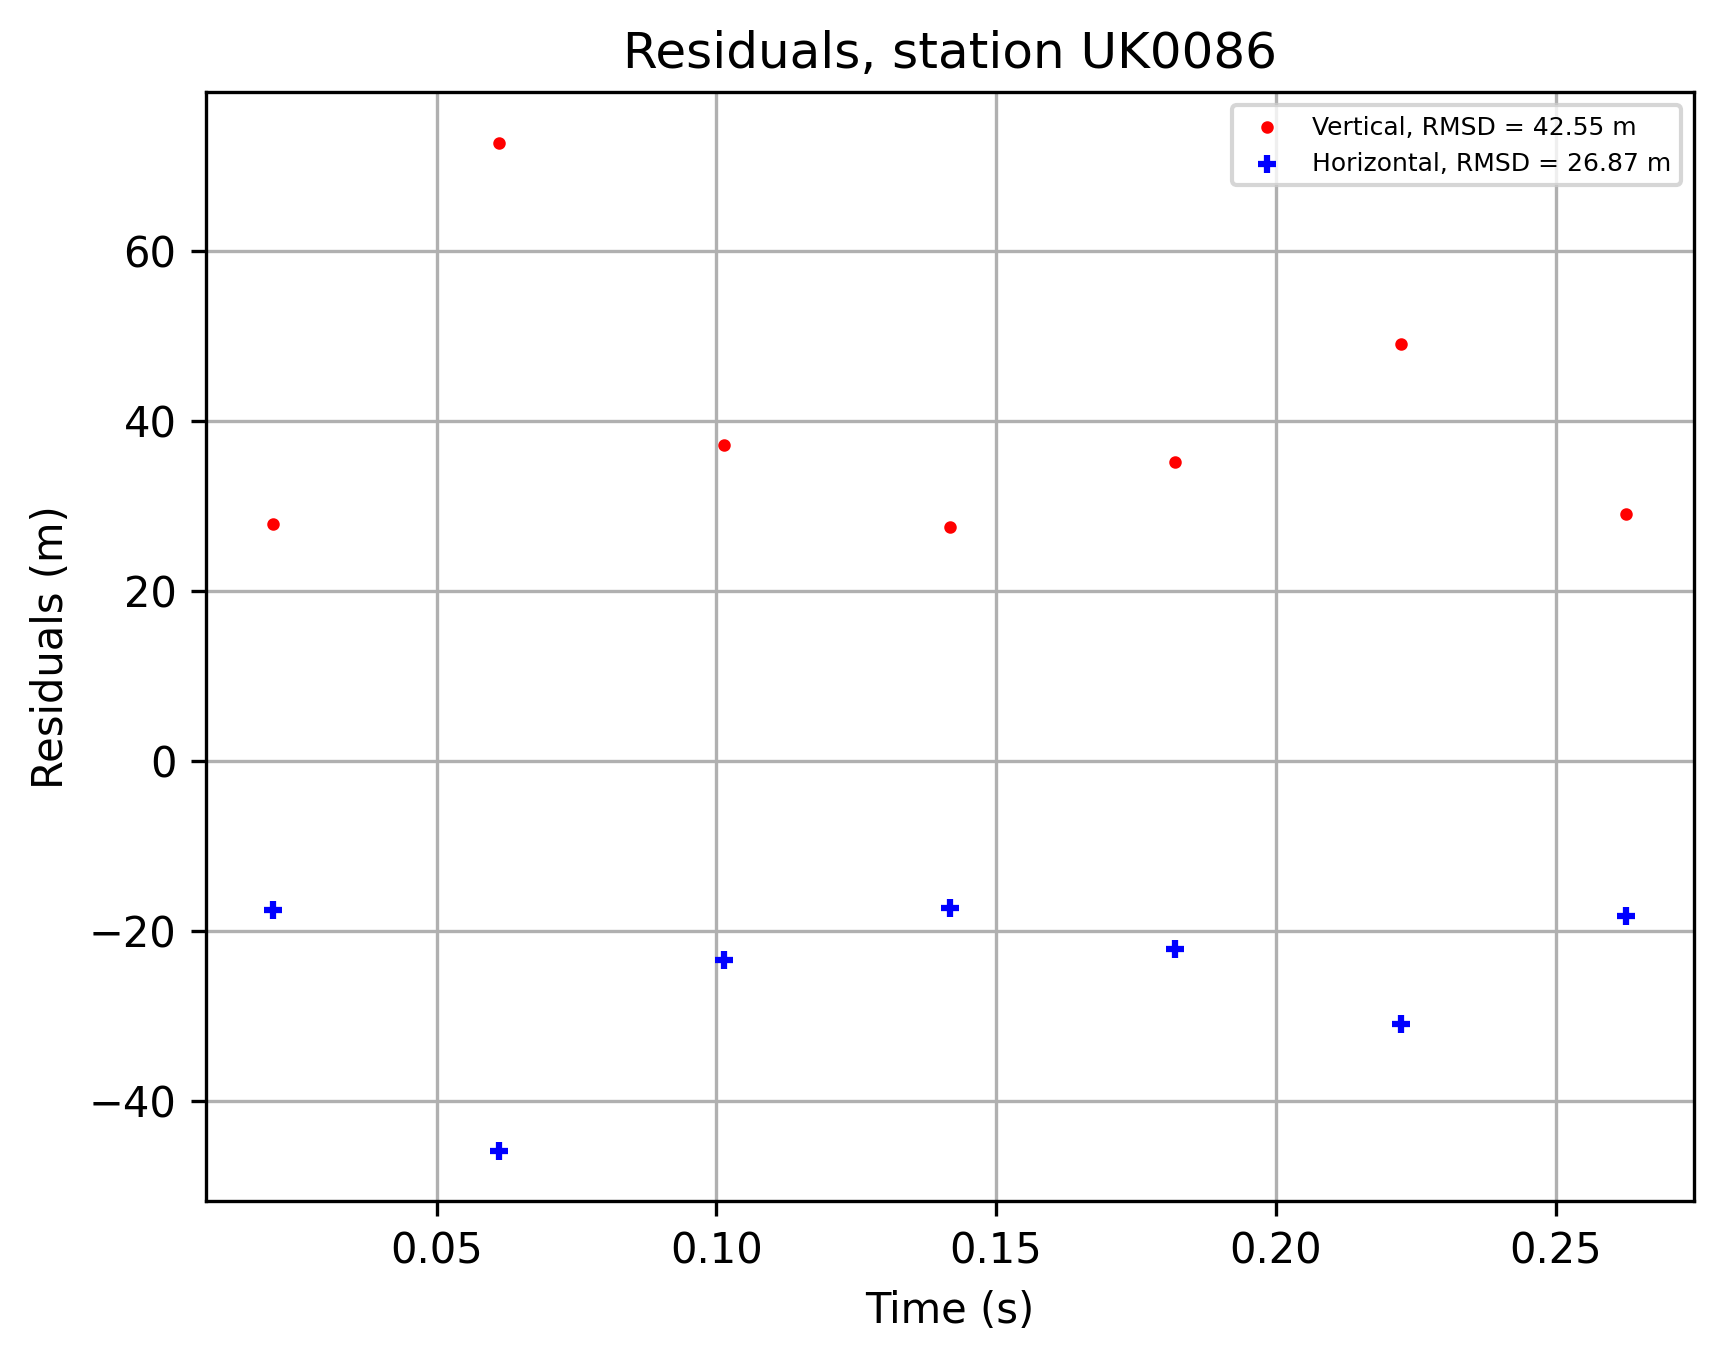 Residuals, station UK0086
Vertical, RMSD = 42.55 m
Horizontal, RMSD = 26.87 m
Residuals (m)
60
40
20
0
−20
−40
0.05 0.10 0.15 0.20 0.25
Time (s)